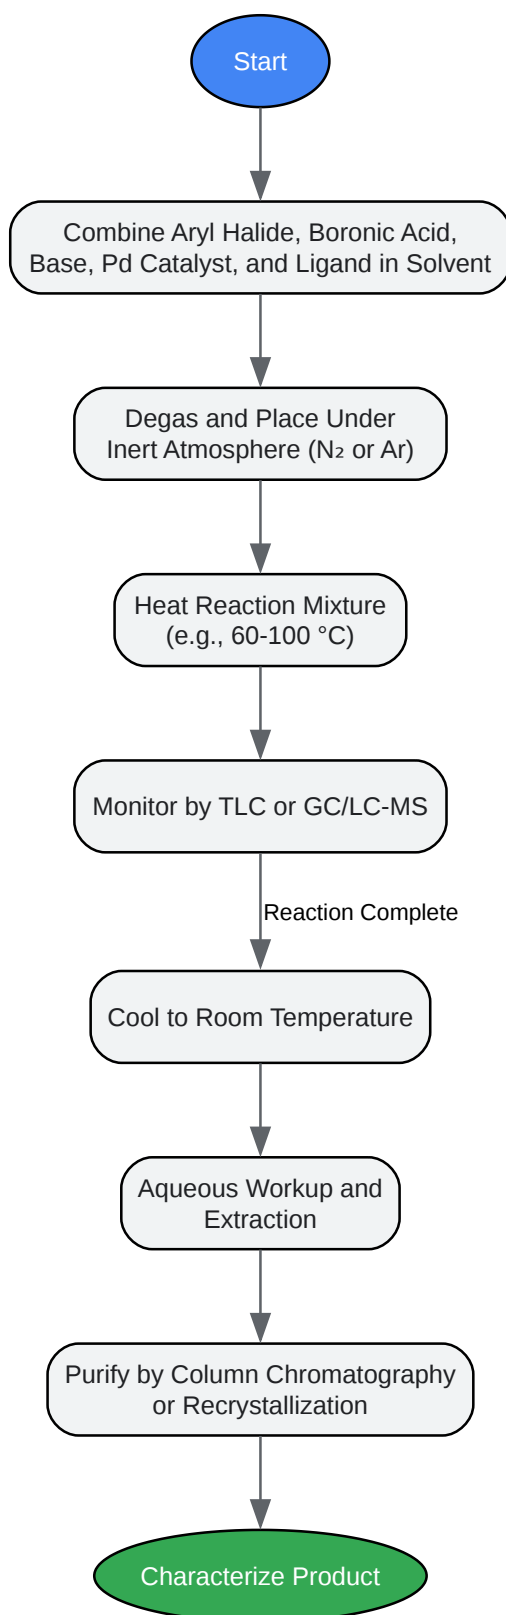 Start
Combine Aryl Halide, Boronic Acid,
Base, Pd Catalyst, and Ligand in Solvent
Degas and Place Under
Inert Atmosphere (N₂ or Ar)
Heat Reaction Mixture
(e.g., 60-100 °C)
Monitor by TLC or GC/LC-MS
Reaction Complete
Cool to Room Temperature
Aqueous Workup and
Extraction
Purify by Column Chromatography
or Recrystallization
Characterize Product